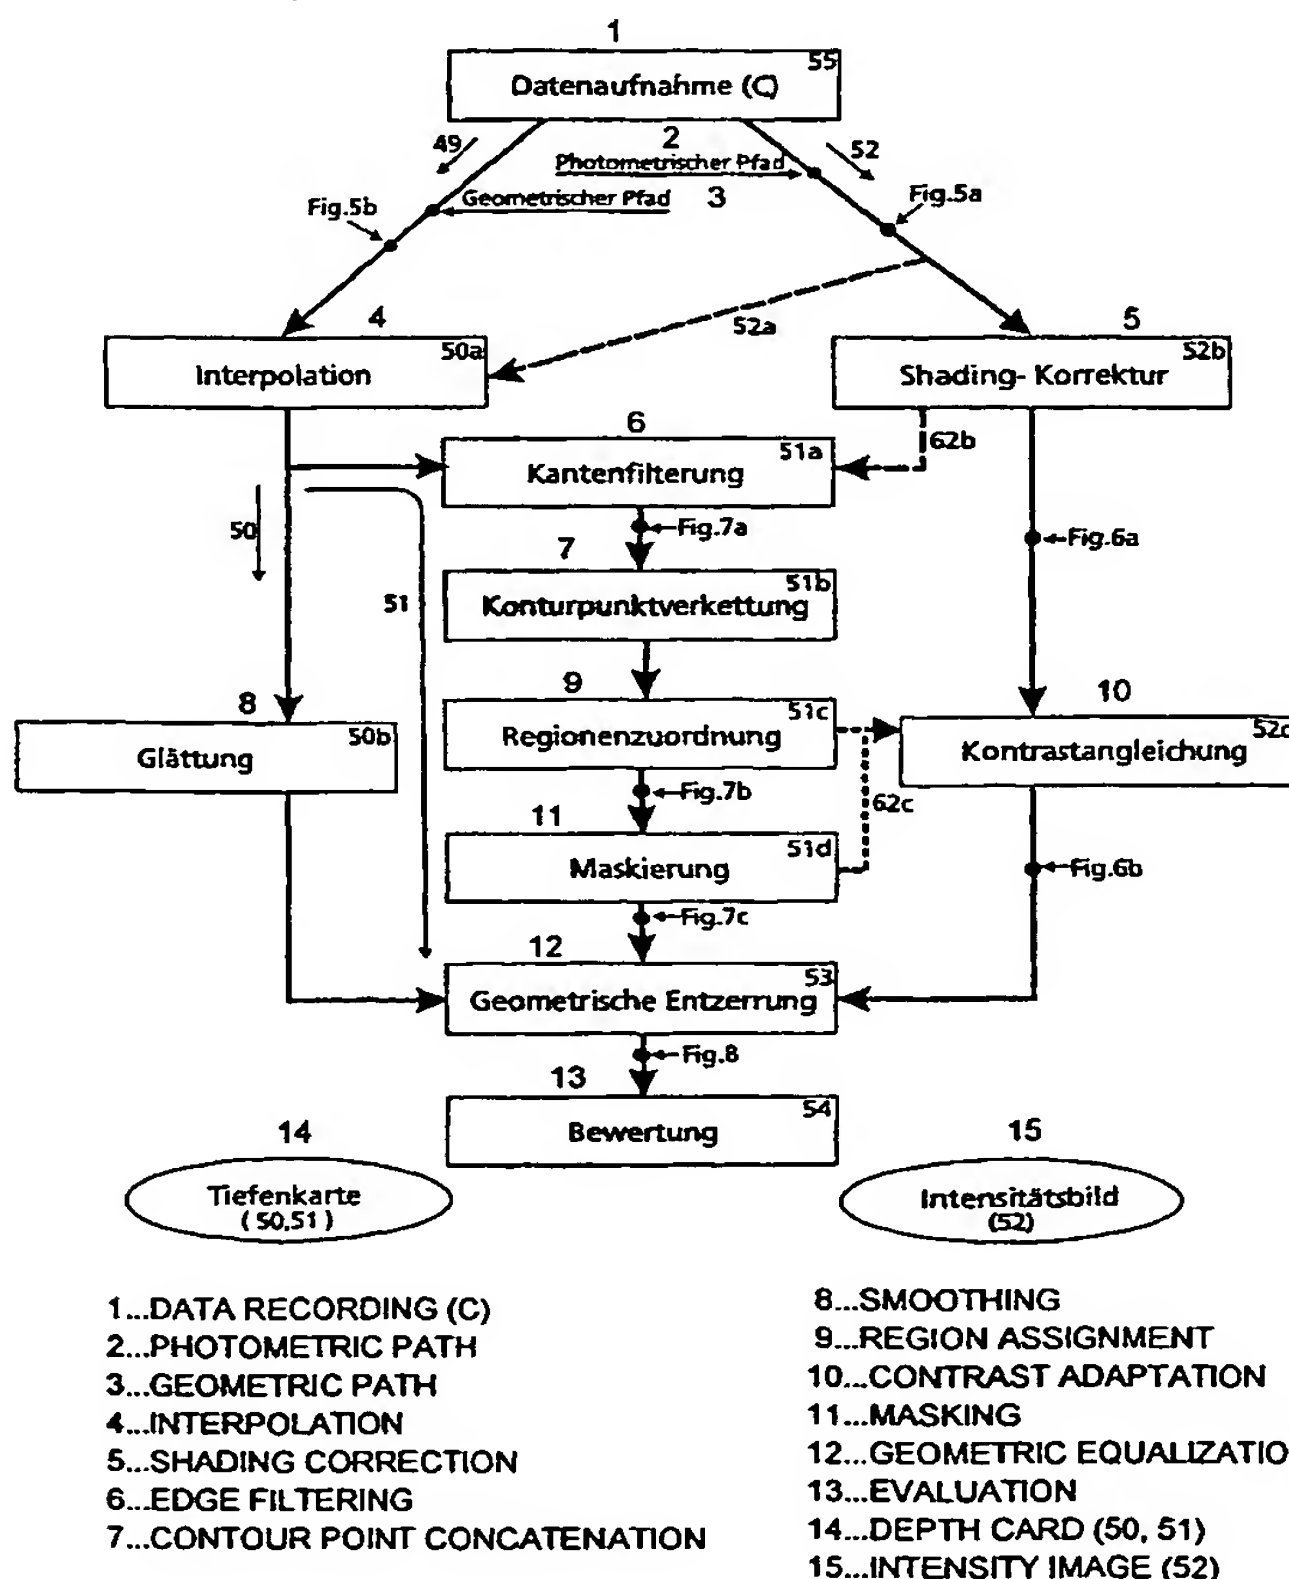 1
55
Datenaufnahme (C)
49
2
52
Photometrischer Pfad
Geometrischer Pfad
3
Fig.5b
Fig.5a
4
52a
5
50a
Interpolation
52b
Shading- Korrektur
6
62b
51a
Kantenfilterung
50
Fig.7a
Fig.6a
7
51
51b
Konturpunktverkettung
8
9
10
50b
Glättung
51c
Regionenzuordnung
52c
Kontrastangleichung
Fig.7b
62c
11
51d
Maskierung
Fig.6b
Fig.7c
12
53
Geometrische Entzerrung
Fig.8
13
54
Bewertung
14
15
Tiefenkarte
(50,51)
Intensitätsbild
(52)
1...DATA RECORDING (C)
2...PHOTOMETRIC PATH
3...GEOMETRIC PATH
4...INTERPOLATION
5...SHADING CORRECTION
6...EDGE FILTERING
7...CONTOUR POINT CONCATENATION
8...SMOOTHING
9...REGION ASSIGNMENT
10...CONTRAST ADAPTATION
11...MASKING
12...GEOMETRIC EQUALIZATIO
13...EVALUATION
14...DEPTH CARD (50, 51)
15...INTENSITY IMAGE (52)